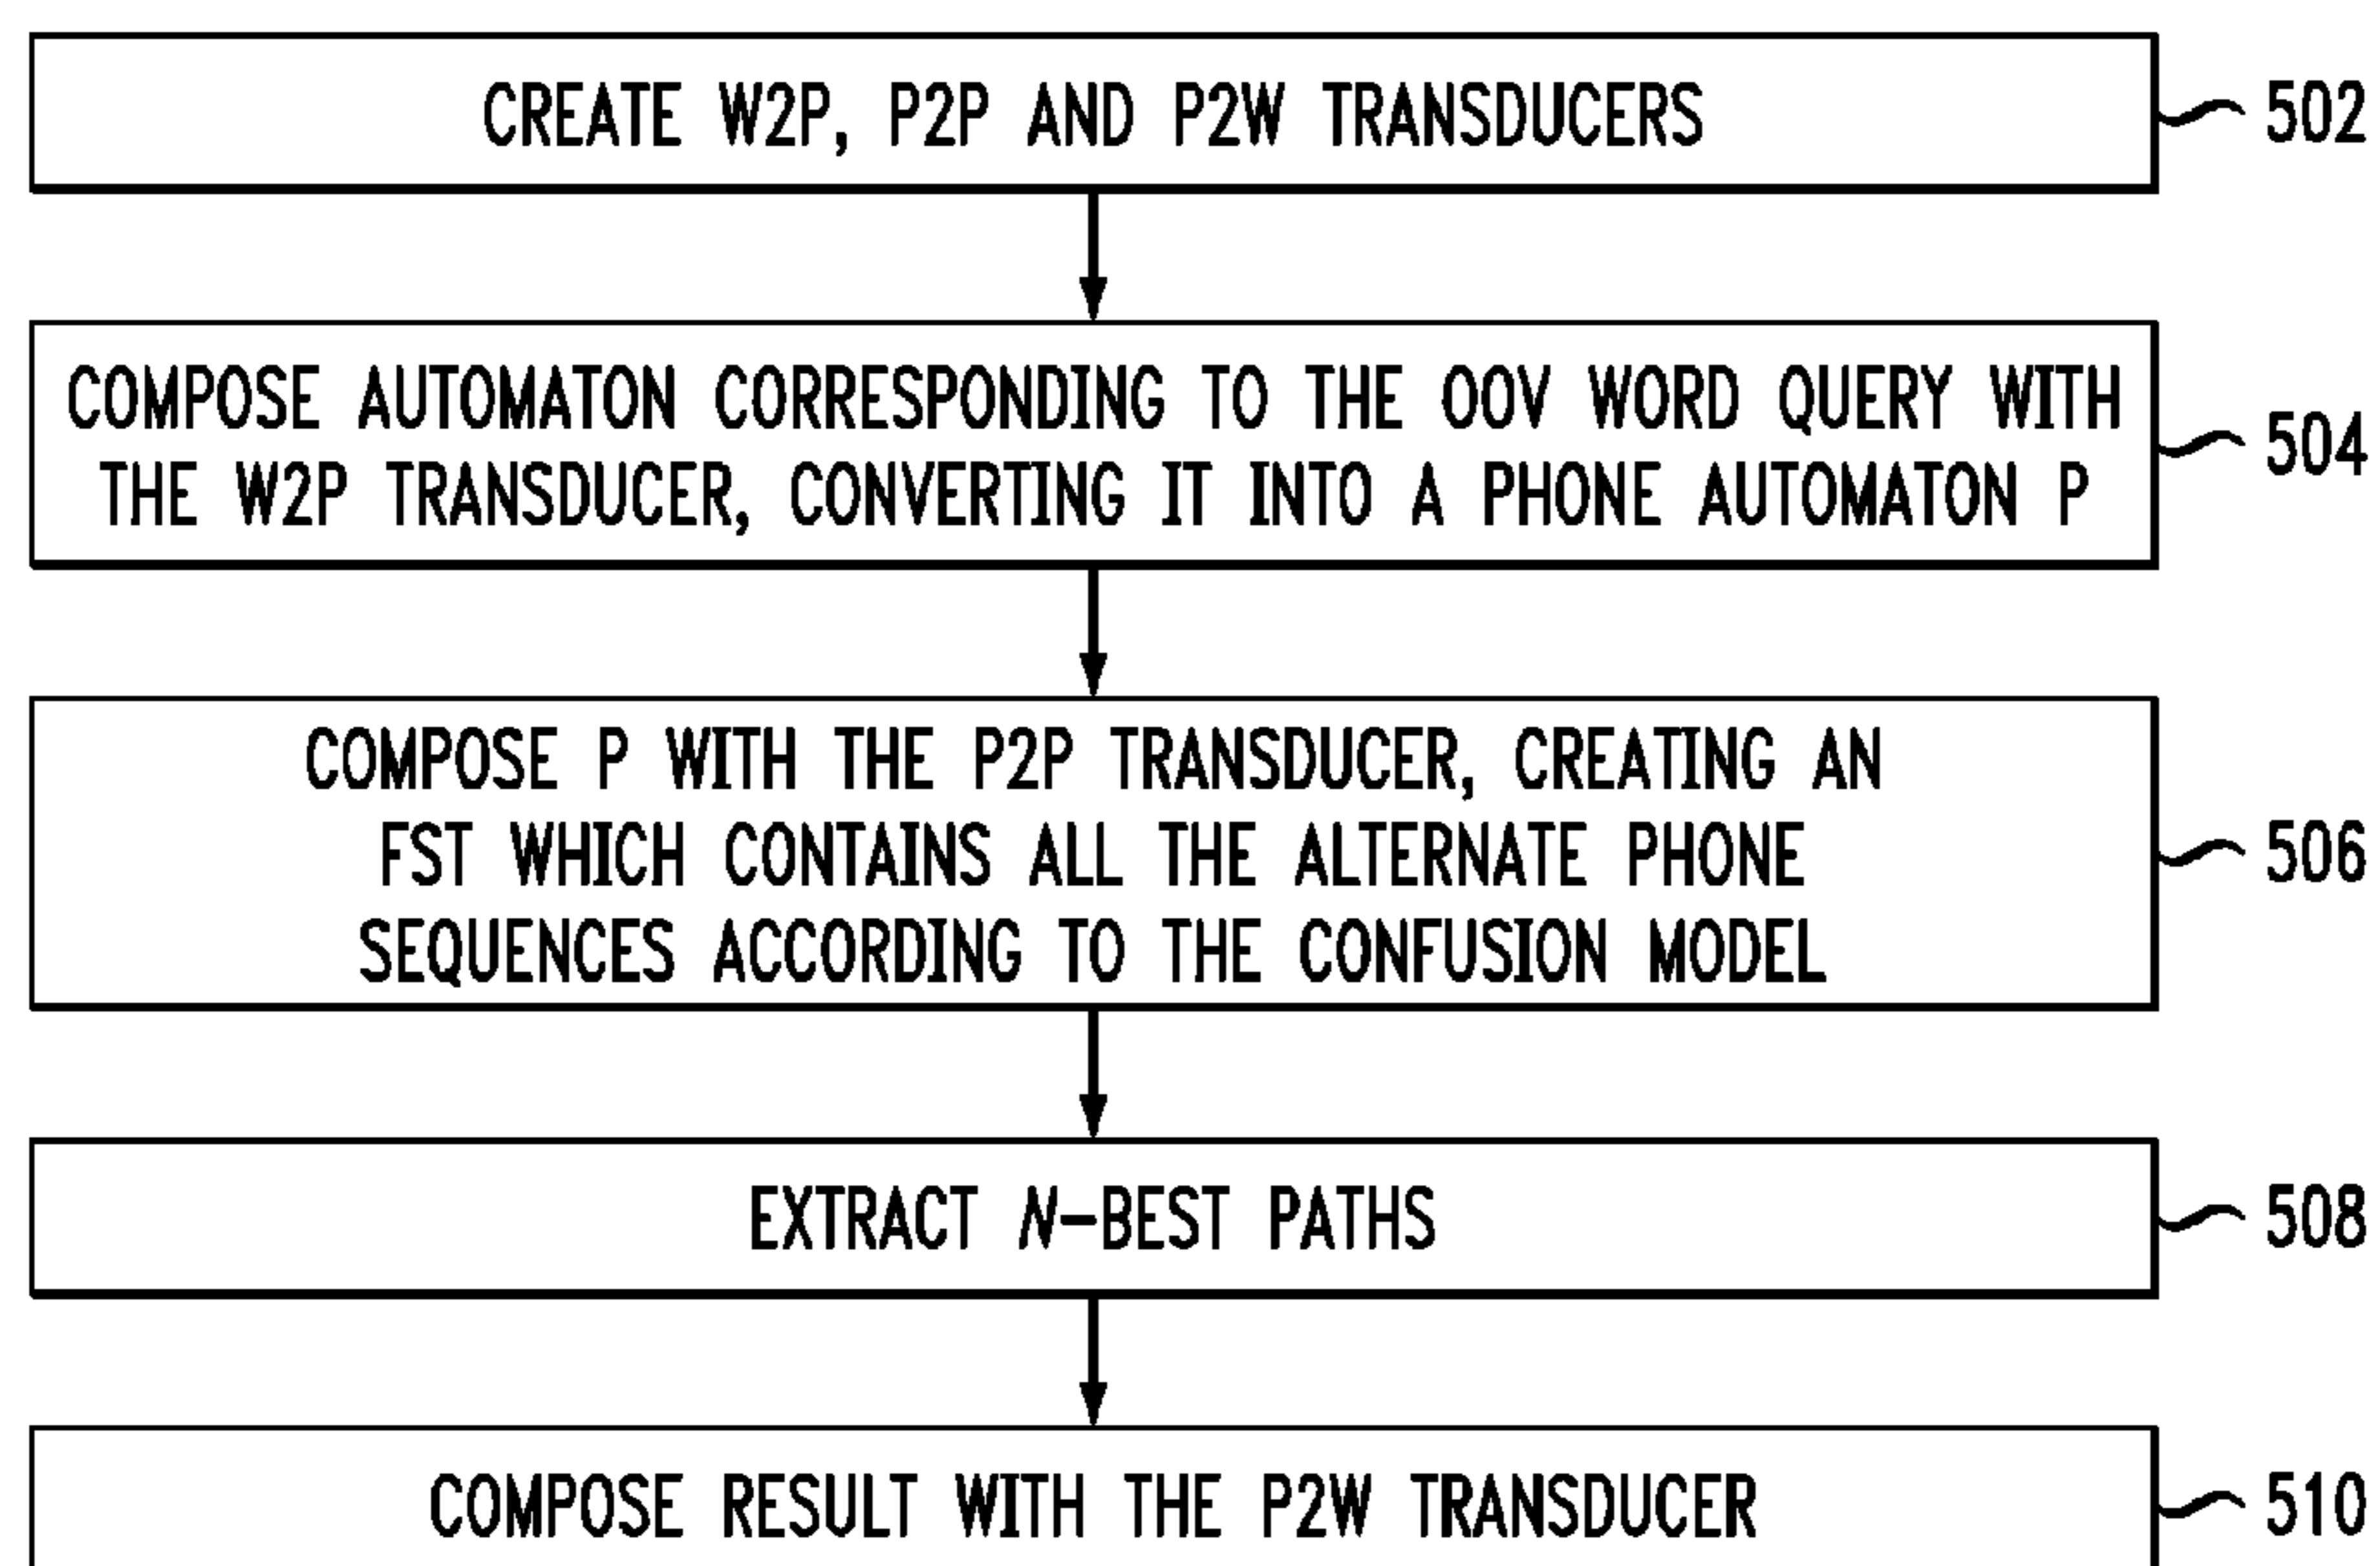 CREATE W2P, P2P AND P2W TRANSDUCERS
502
COMPOSE AUTOMATON CORRESPONDING TO THE OOV WORD QUERY WITH
THE W2P TRANSDUCER, CONVERTING IT INTO A PHONE AUTOMATON P
504
COMPOSE P WITH THE P2P TRANSDUCER, CREATING AN
FST WHICH CONTAINS ALL THE ALTERNATE PHONE
SEQUENCES ACCORDING TO THE CONFUSION MODEL
506
EXTRACT N-BEST PATHS
508
COMPOSE RESULT WITH THE P2W TRANSDUCER
510